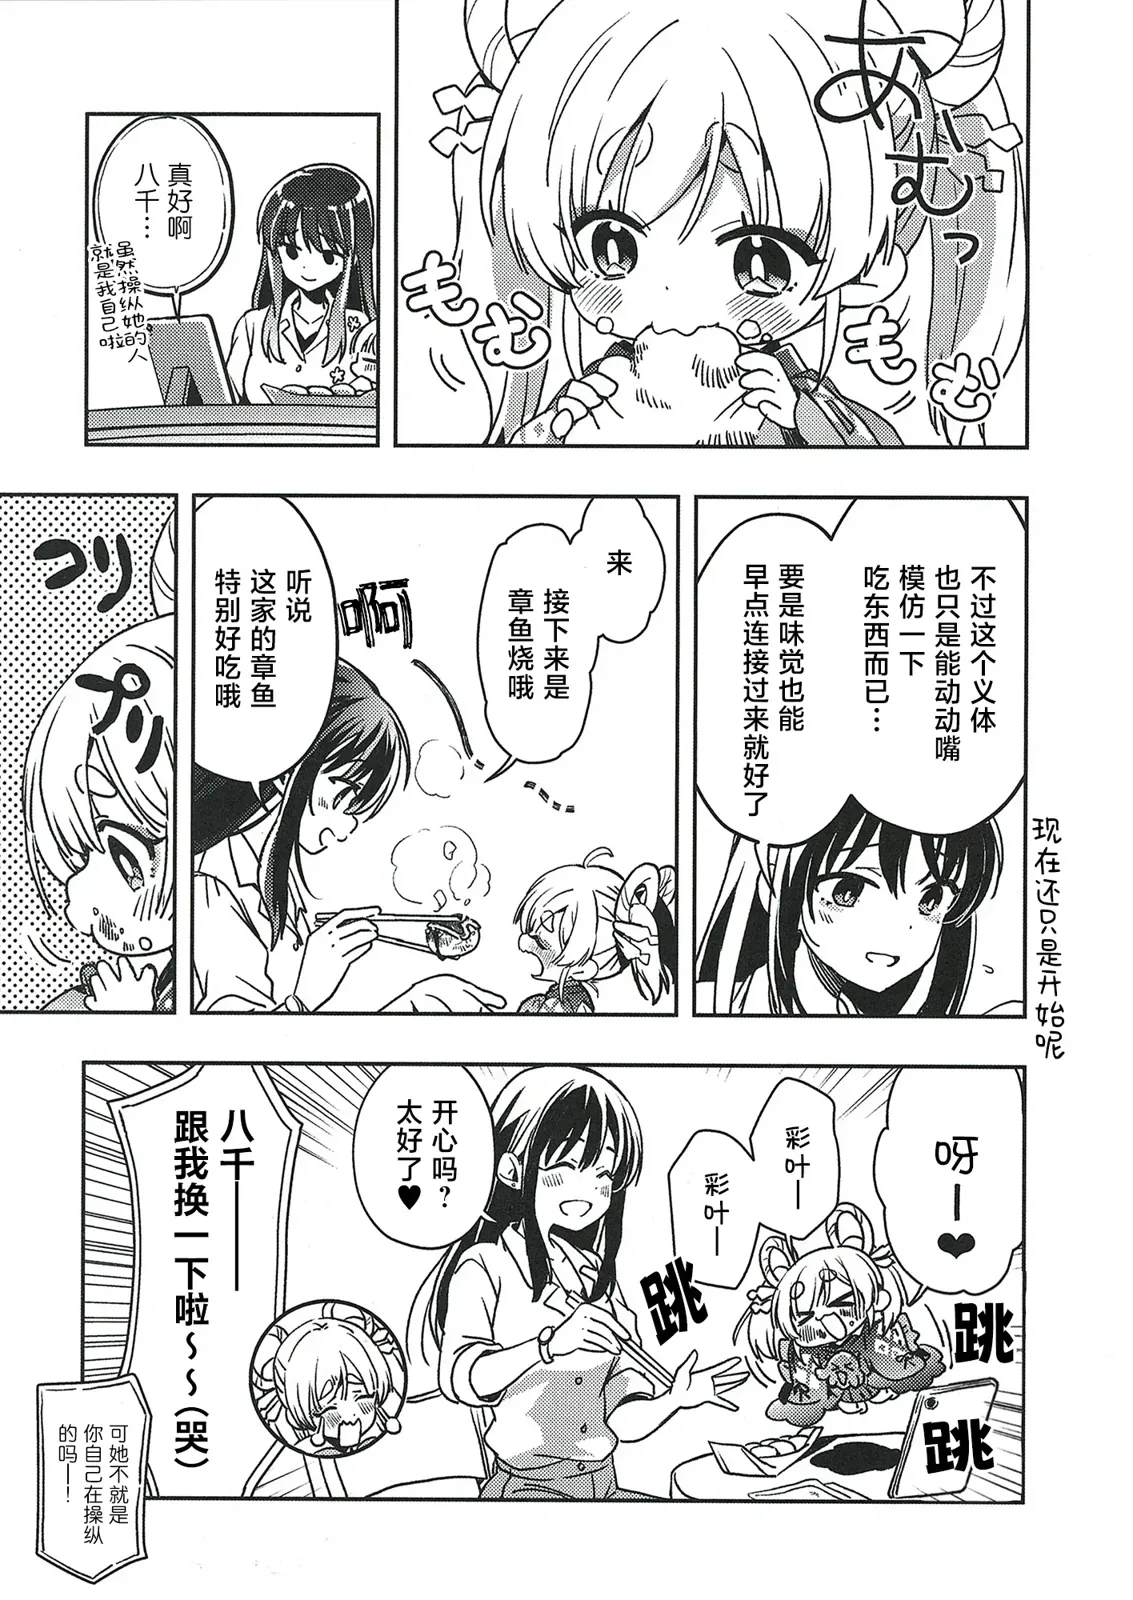 あむっ
もむ
もむ
真好啊
八千…
虽然操纵她的人
就是我自己啦
不过这个义体
也只是能动动嘴
模仿一下
吃东西而已…
要是味觉也能
早点连接过来就好了
现在还只是开始呢
来
接下来是
章鱼烧哦
啊
听说
这家的章鱼
特别好吃哦
コリ
プリ
呀—❤
彩叶—
彩叶—
跳
跳
跳
开心吗?
太好了♥
八千——
跟我换一下啦～～(哭)
可她不就是
你自己在操纵
的吗—!